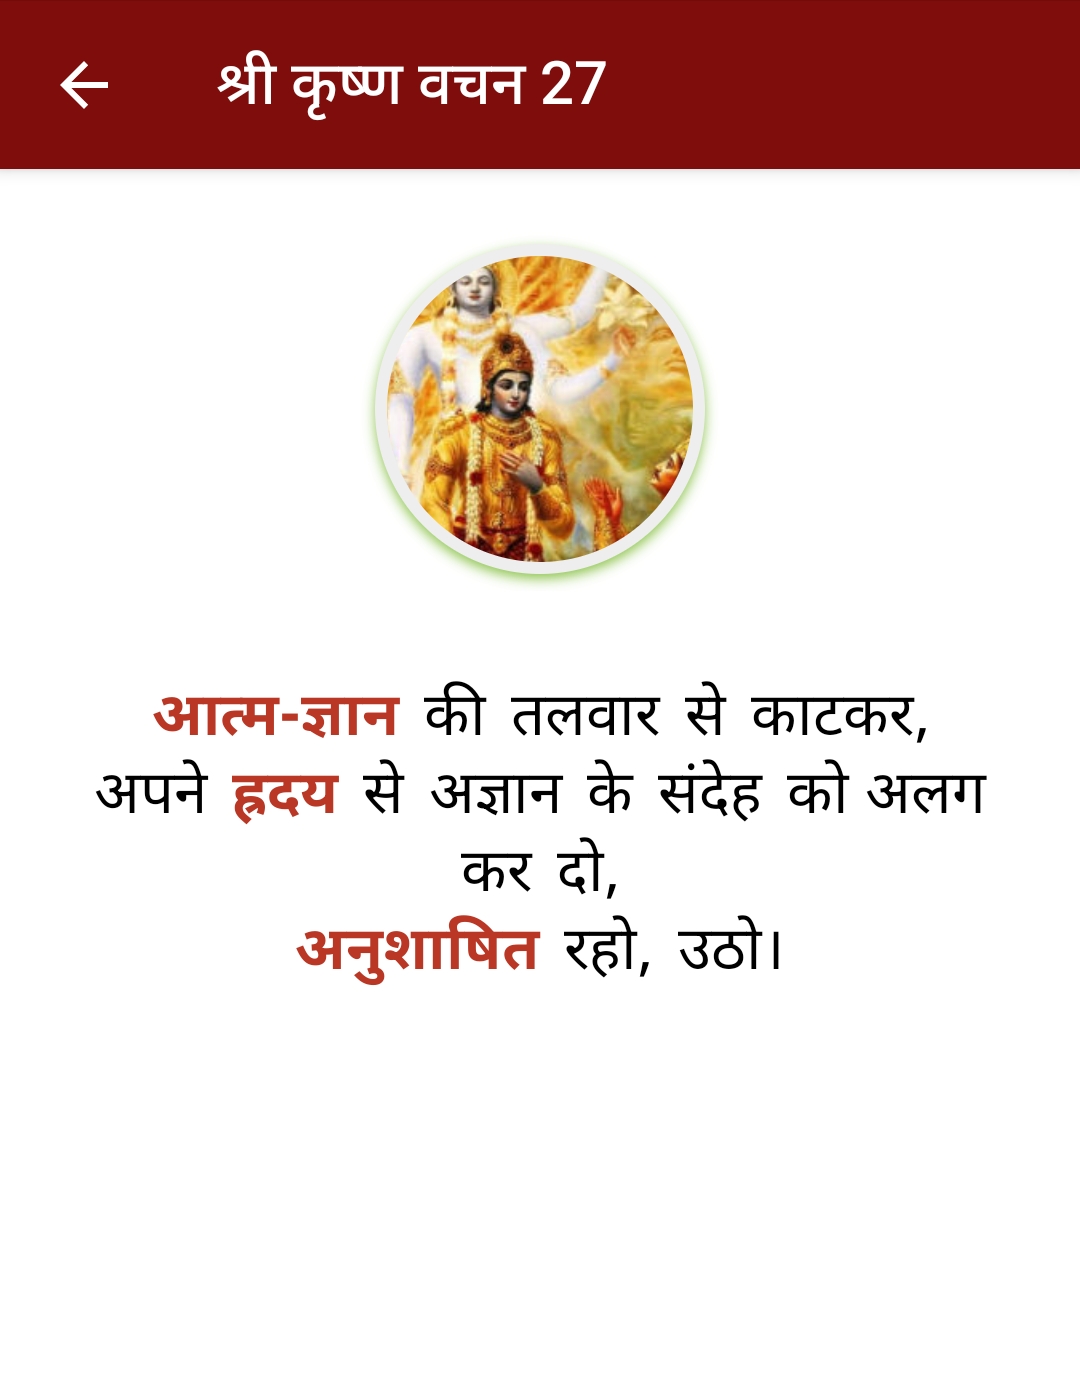 श्री कृष्ण वचन 27
आत्म-ज्ञान की तलवार से काटकर,
अपने ह्रदय से अज्ञान के संदेह को अलग
कर दो,
अनुशाषित रहो, उठो।